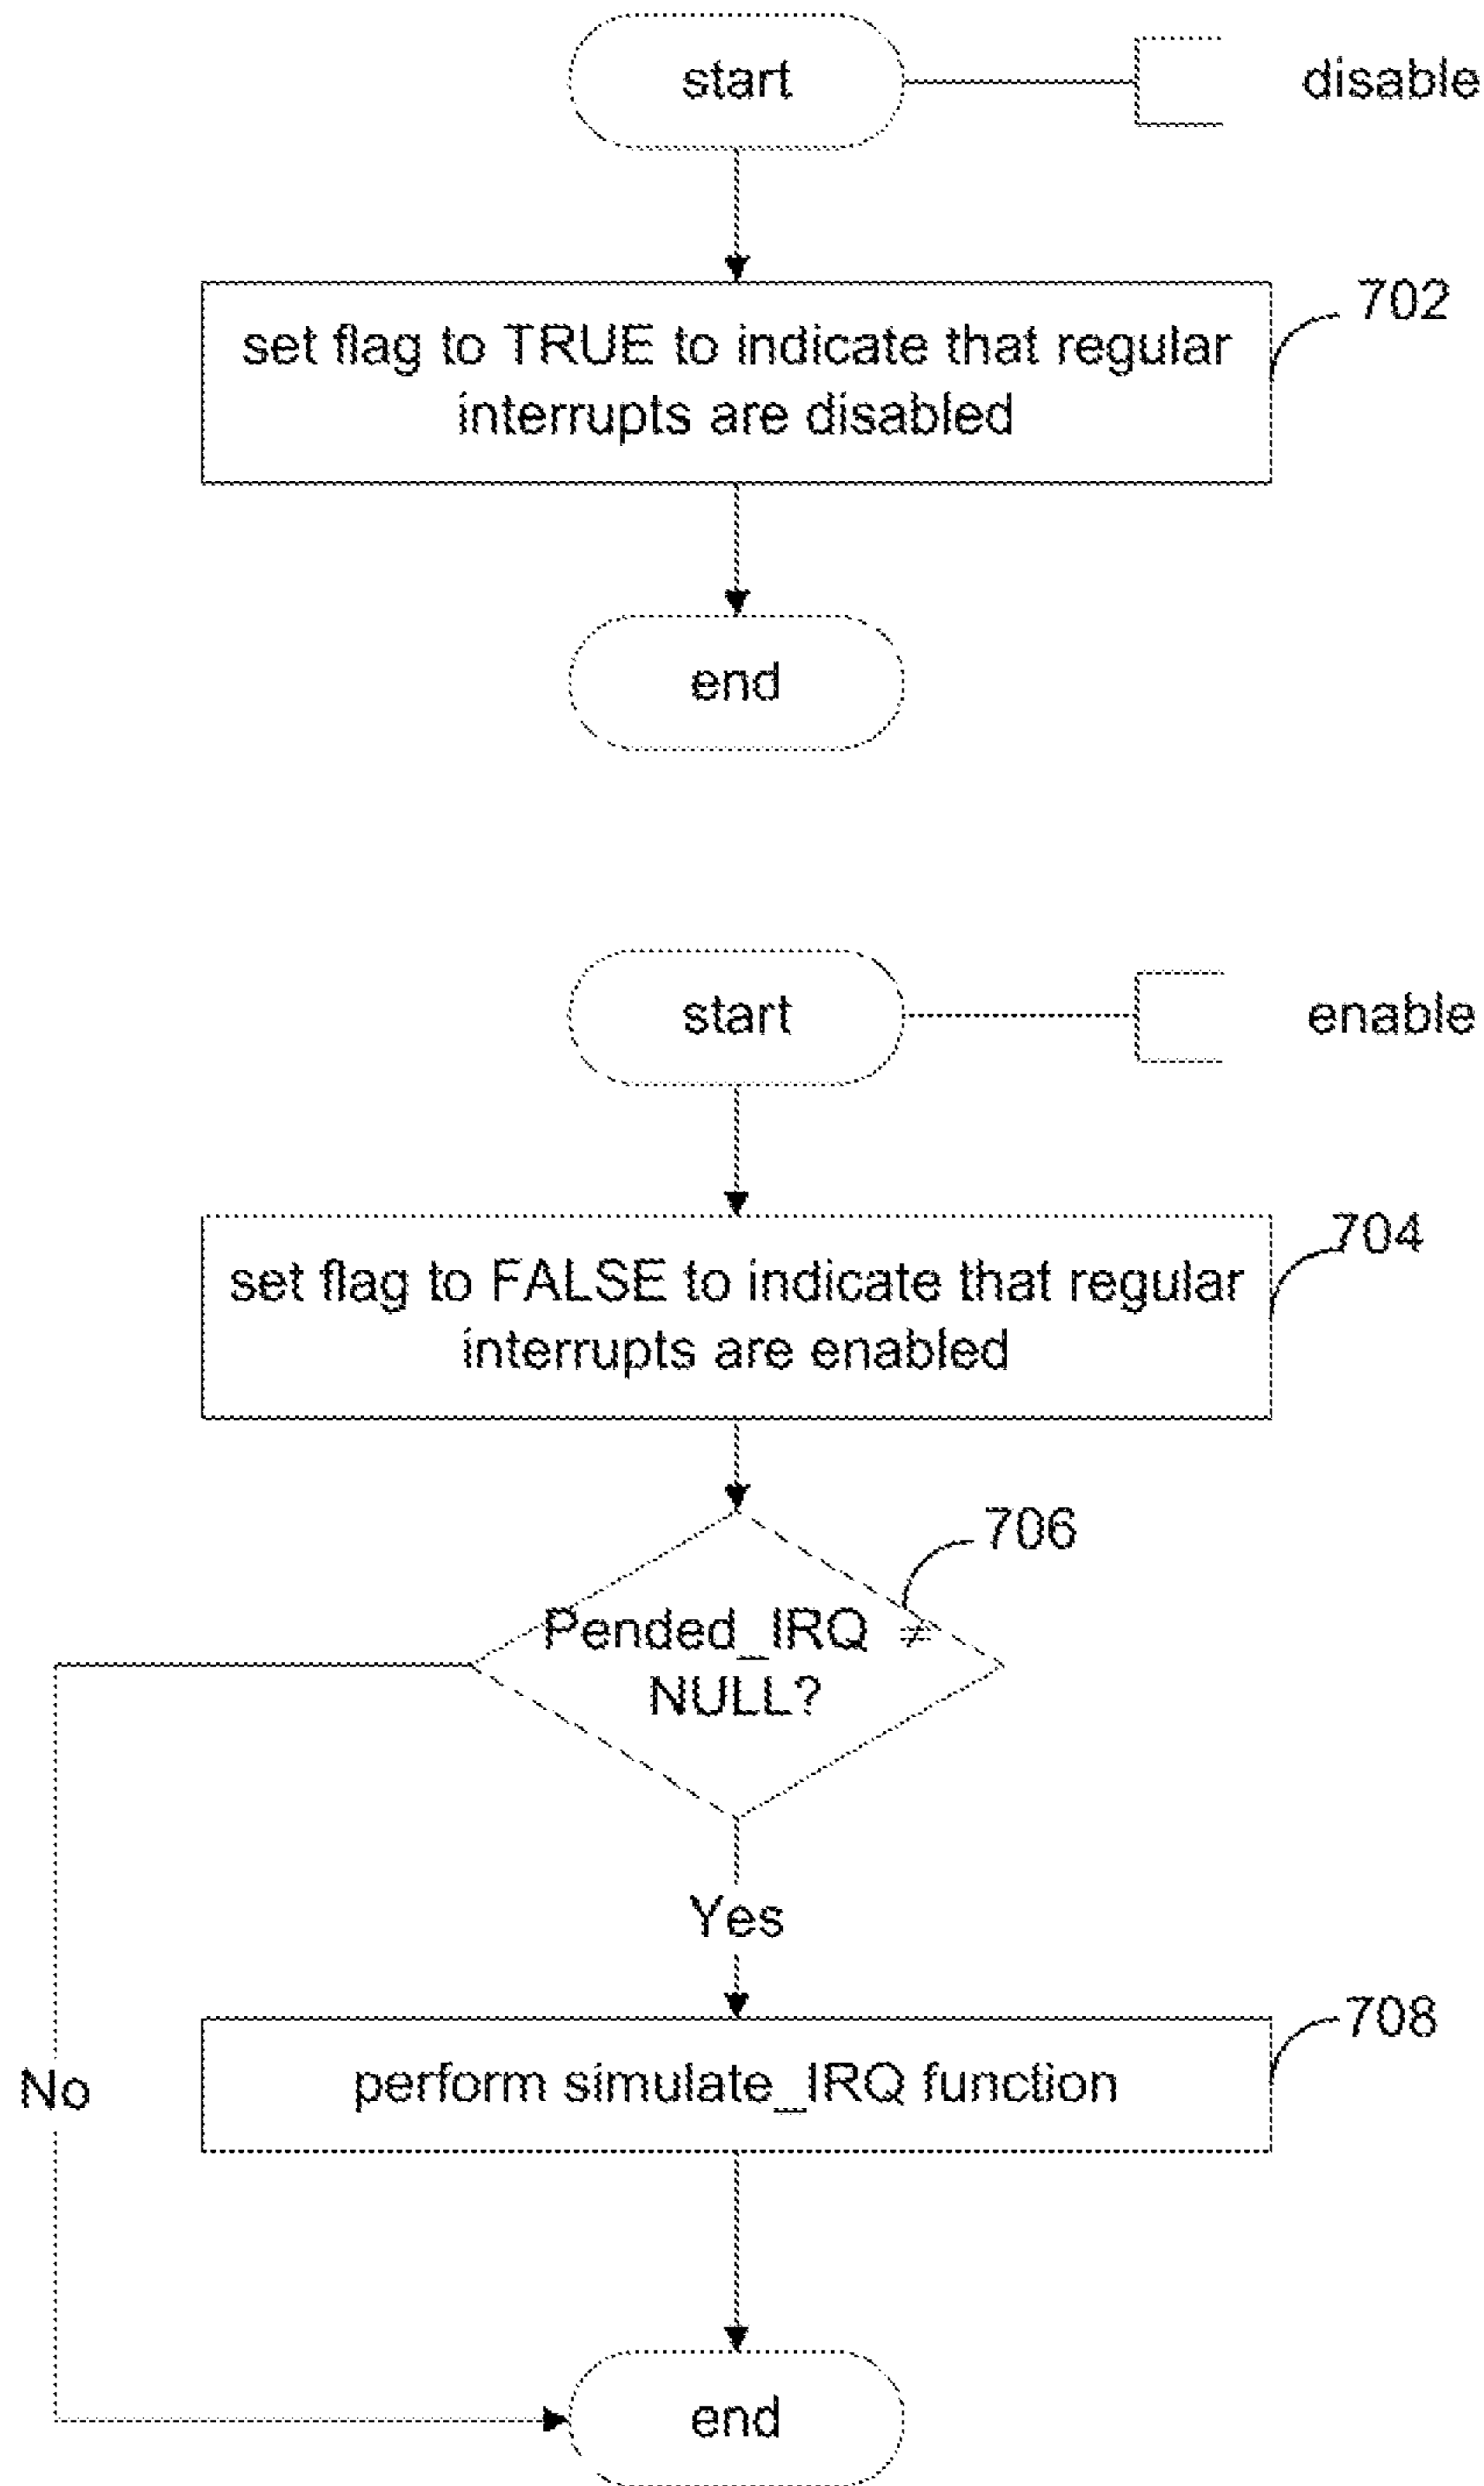 start
disable
702
set flag to TRUE to indicate that regular
interrupts are disabled
end
start
enable
704
set flag to FALSE to indicate that regular
interrupts are enabled
706
Pended_IRQ ≠
NULL?
Yes
708
No
perform simulate_IRQ function
end